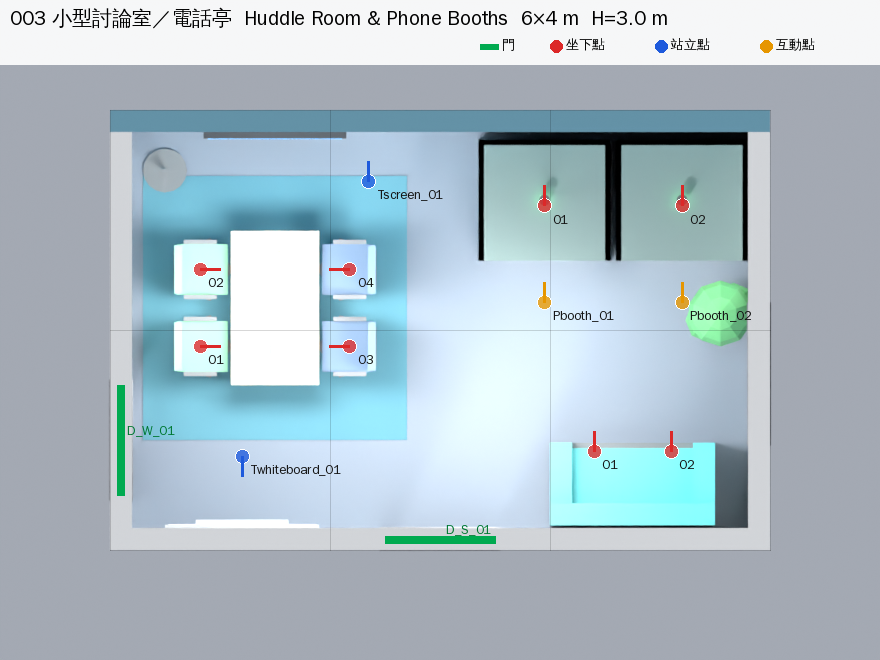 003 小型討論室／電話亭 Huddle Room & Phone Booths 6×4 m H=3.0 m
門 坐下點 站立點 互動點
Tscreen_01
01 02
02 04
Pbooth_01 Pbooth_02
01 03
D_W_01
Twhiteboard_01
01 02
D_S_01